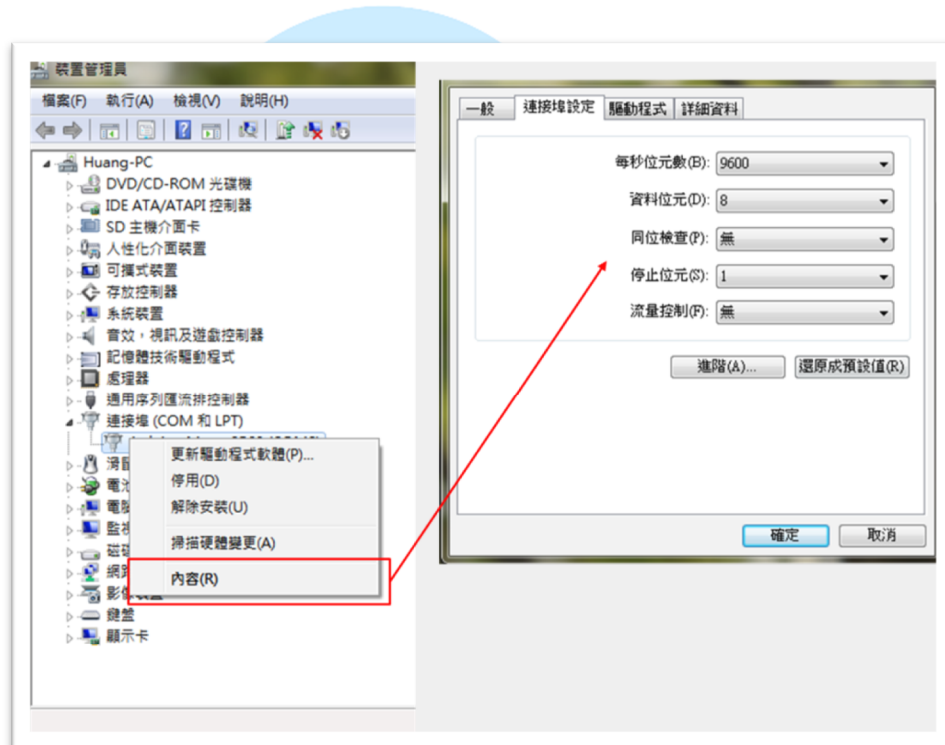 裝置管理員
檔案(F) 執行(A) 檢視(V) 說明(H)
Huang-PC
DVD/CD-ROM 光碟機
IDE ATA/ATAPI 控制器
SD 主機介面卡
人性化介面裝置
可攜式裝置
存放控制器
系統裝置
音效，視訊及遊戲控制器
記憶體技術驅動程式
處理器
通用序列匯流排控制器
連接埠 (COM 和 LPT)
更新驅動程式軟體(P)...
停用(D)
解除安裝(U)
掃描硬體變更(A)
內容(R)
鍵盤
顯示卡
一般 連接埠設定 驅動程式 詳細資料
每秒位元數(B): 9600
資料位元(D): 8
同位檢查(P): 無
停止位元(S): 1
流量控制(F): 無
進階(A)... 還原成預設值(R)
確定 取消